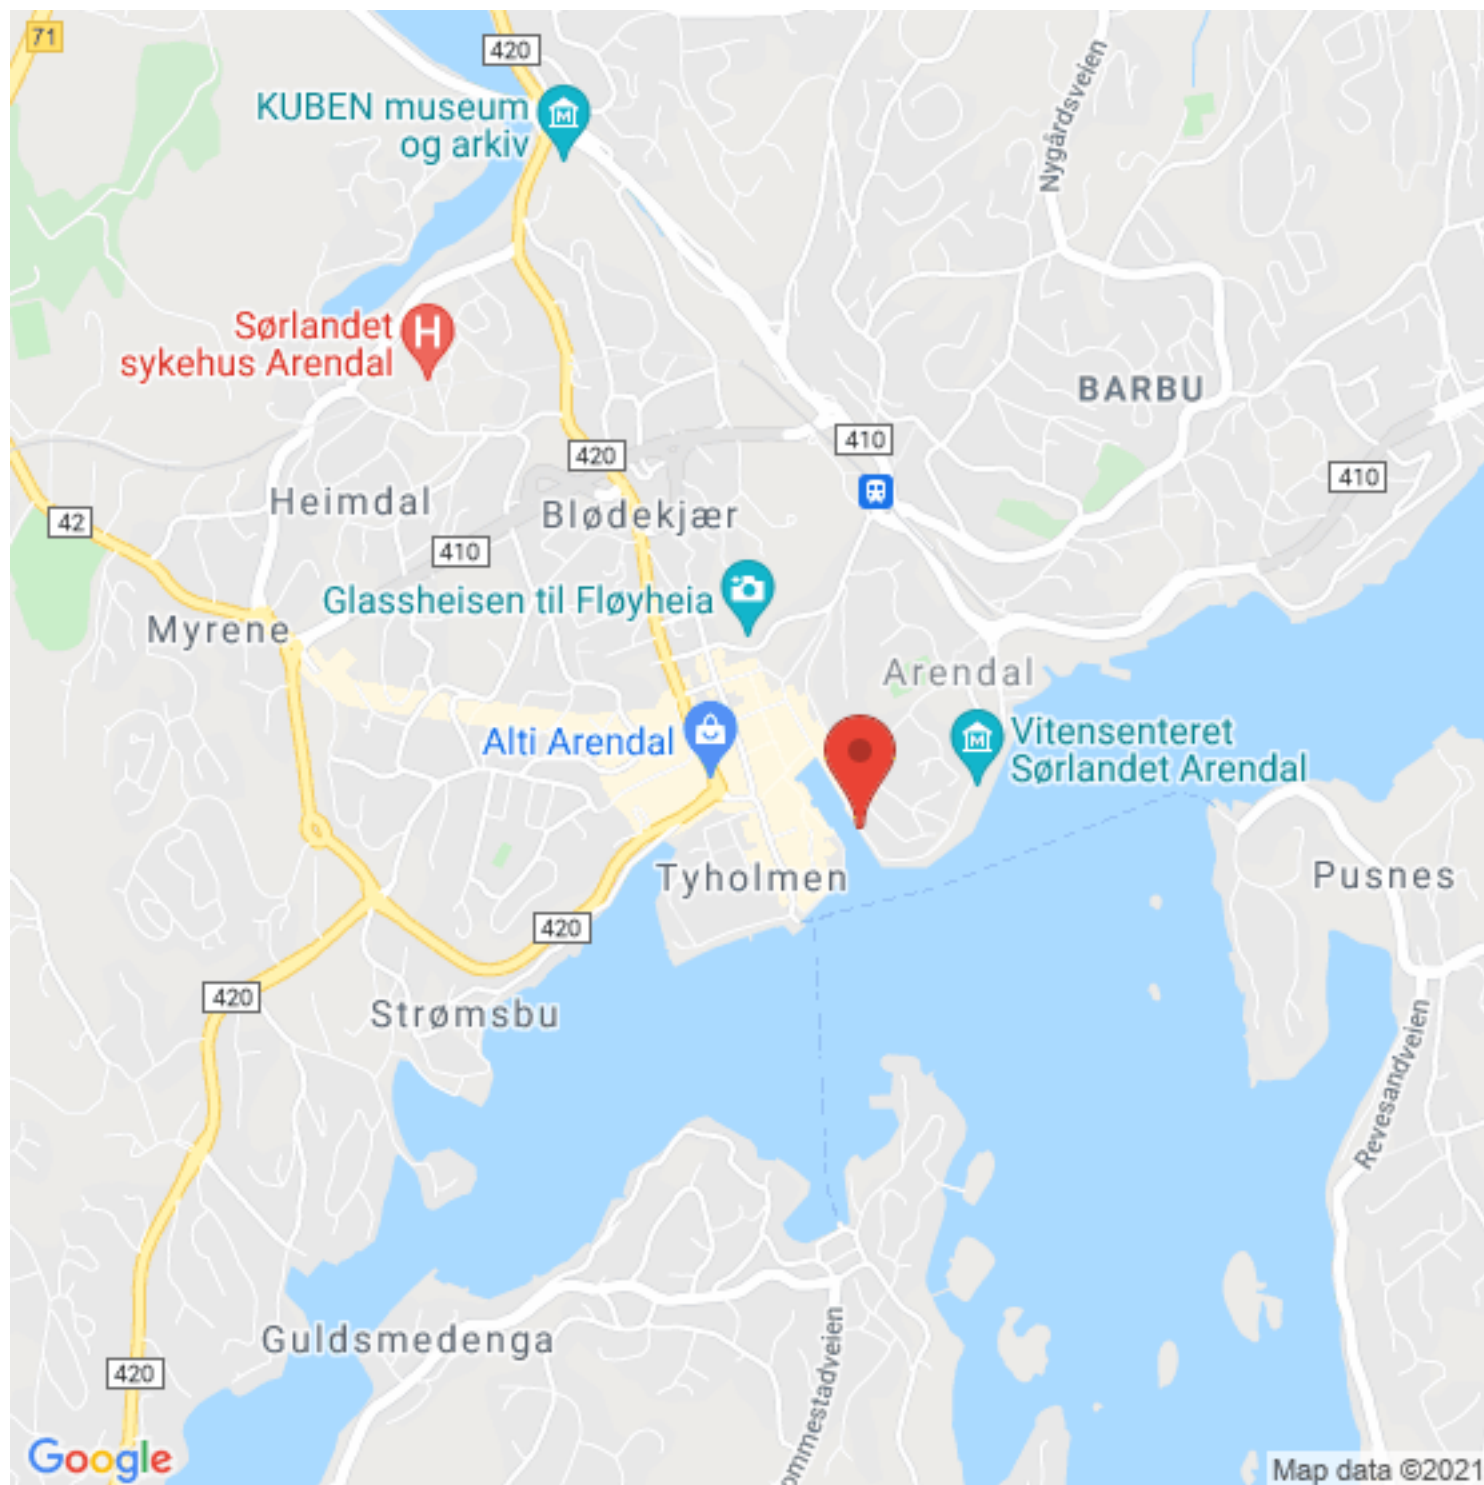 71
420
KUBEN museum
og arkiv
Nygårdsveien
Sørlandet
sykehus Arendal
H
BARBU
410
420
410
Heimdal
42
Blødekjær
410
Glassheisen til Fløyheia
Myrene
Arendal
Alti Arendal
Vitensenteret
Sørlandet Arendal
Tyholmen
Pusnes
420
420
Strømsbu
Revesandveien
Guldsmedenga
420
ommestadveien
Google
Map data ©2021